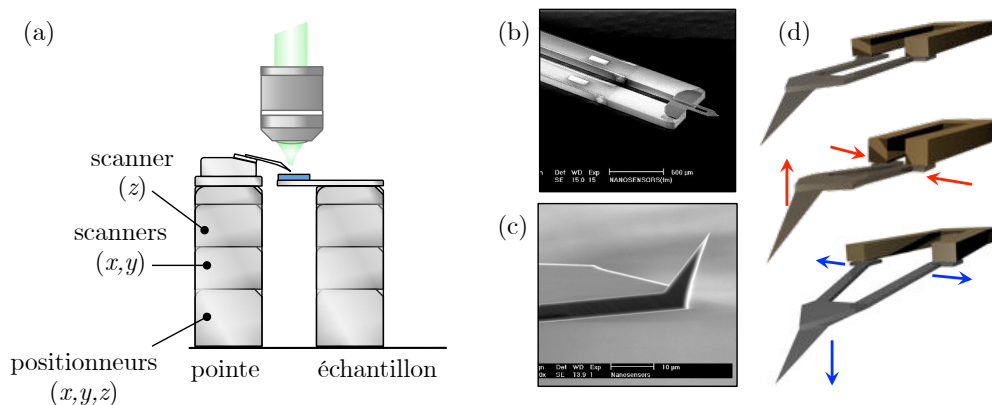 (a)
scanner
(z)
scanners
(x,y)
positionneurs
(x,y,z)
pointe
échantillon
(b)
Det WD Exp
SE 15.0 15
500 µm
NANOSENSORS(tm)
(c)
Det WD Exp
SE 13.9 1
10 µm
Nanosensors
(d)